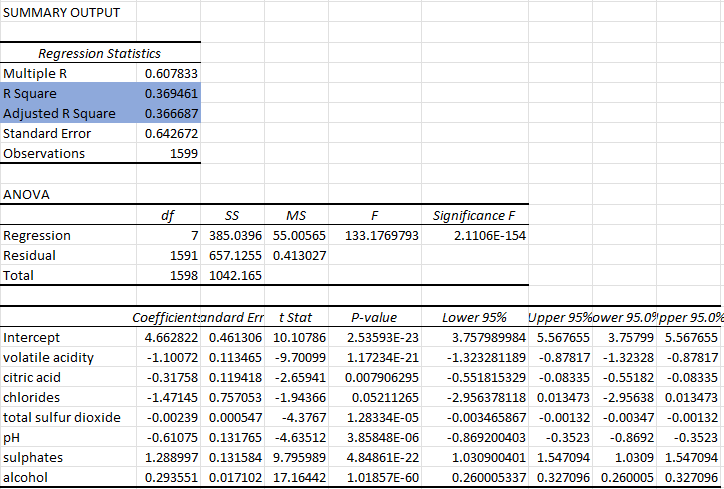 SUMMARY OUTPUT
Regression Statistics
Multiple R 0.607833
R Square 0.369461
Adjusted R Square 0.366687
Standard Error 0.642672
Observations 1599
ANOVA
df SS MS F Significance F
Regression 7 385.0396 55.00565 133.1769793 2.1106E-154
Residual 1591 657.1255 0.413027
Total 1598 1042.165
Coefficients andard Err t Stat P-value Lower 95% Upper 95% ower 95.0% pper 95.0%
Intercept 4.662822 0.461306 10.10786 2.53593E-23 3.757989984 5.567655 3.75799 5.567655
volatile acidity -1.10072 0.113465 -9.70099 1.17234E-21 -1.323281189 -0.87817 -1.32328 -0.87817
citric acid -0.31758 0.119418 -2.65941 0.007906295 -0.551815329 -0.08335 -0.55182 -0.08335
chlorides -1.47145 0.757053 -1.94366 0.05211265 -2.956378118 0.013473 -2.95638 0.013473
total sulfur dioxide -0.00239 0.000547 -4.3767 1.28334E-05 -0.003465867 -0.00132 -0.00347 -0.00132
pH -0.61075 0.131765 -4.63512 3.85848E-06 -0.869200403 -0.3523 -0.8692 -0.3523
sulphates 1.288997 0.131584 9.795989 4.84861E-22 1.030900401 1.547094 1.0309 1.547094
alcohol 0.293551 0.017102 17.16442 1.01857E-60 0.260005337 0.327096 0.260005 0.327096